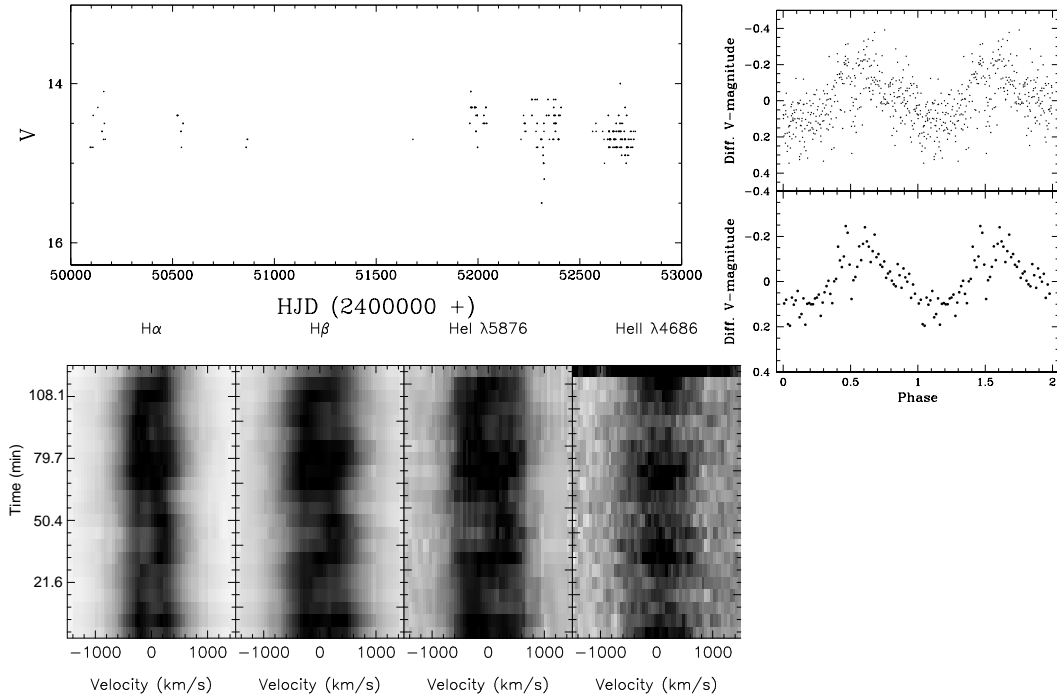 14
16
V
50000 50500 51000 51500 52000 52500 53000
HJD (2400000 +)
-0.4
-0.2
0
0.2
0.4
Diff. V-magnitude
-0.4
-0.2
0
0.2
0.4
Diff. V-magnitude
0 0.5 1 1.5 2
Phase
Hα Hβ HeI λ5876 HeII λ4686
108.1
79.7
50.4
21.6
Time (min)
−1000 0 1000 −1000 0 1000 −1000 0 1000 −1000 0 1000
Velocity (km/s) Velocity (km/s) Velocity (km/s) Velocity (km/s)